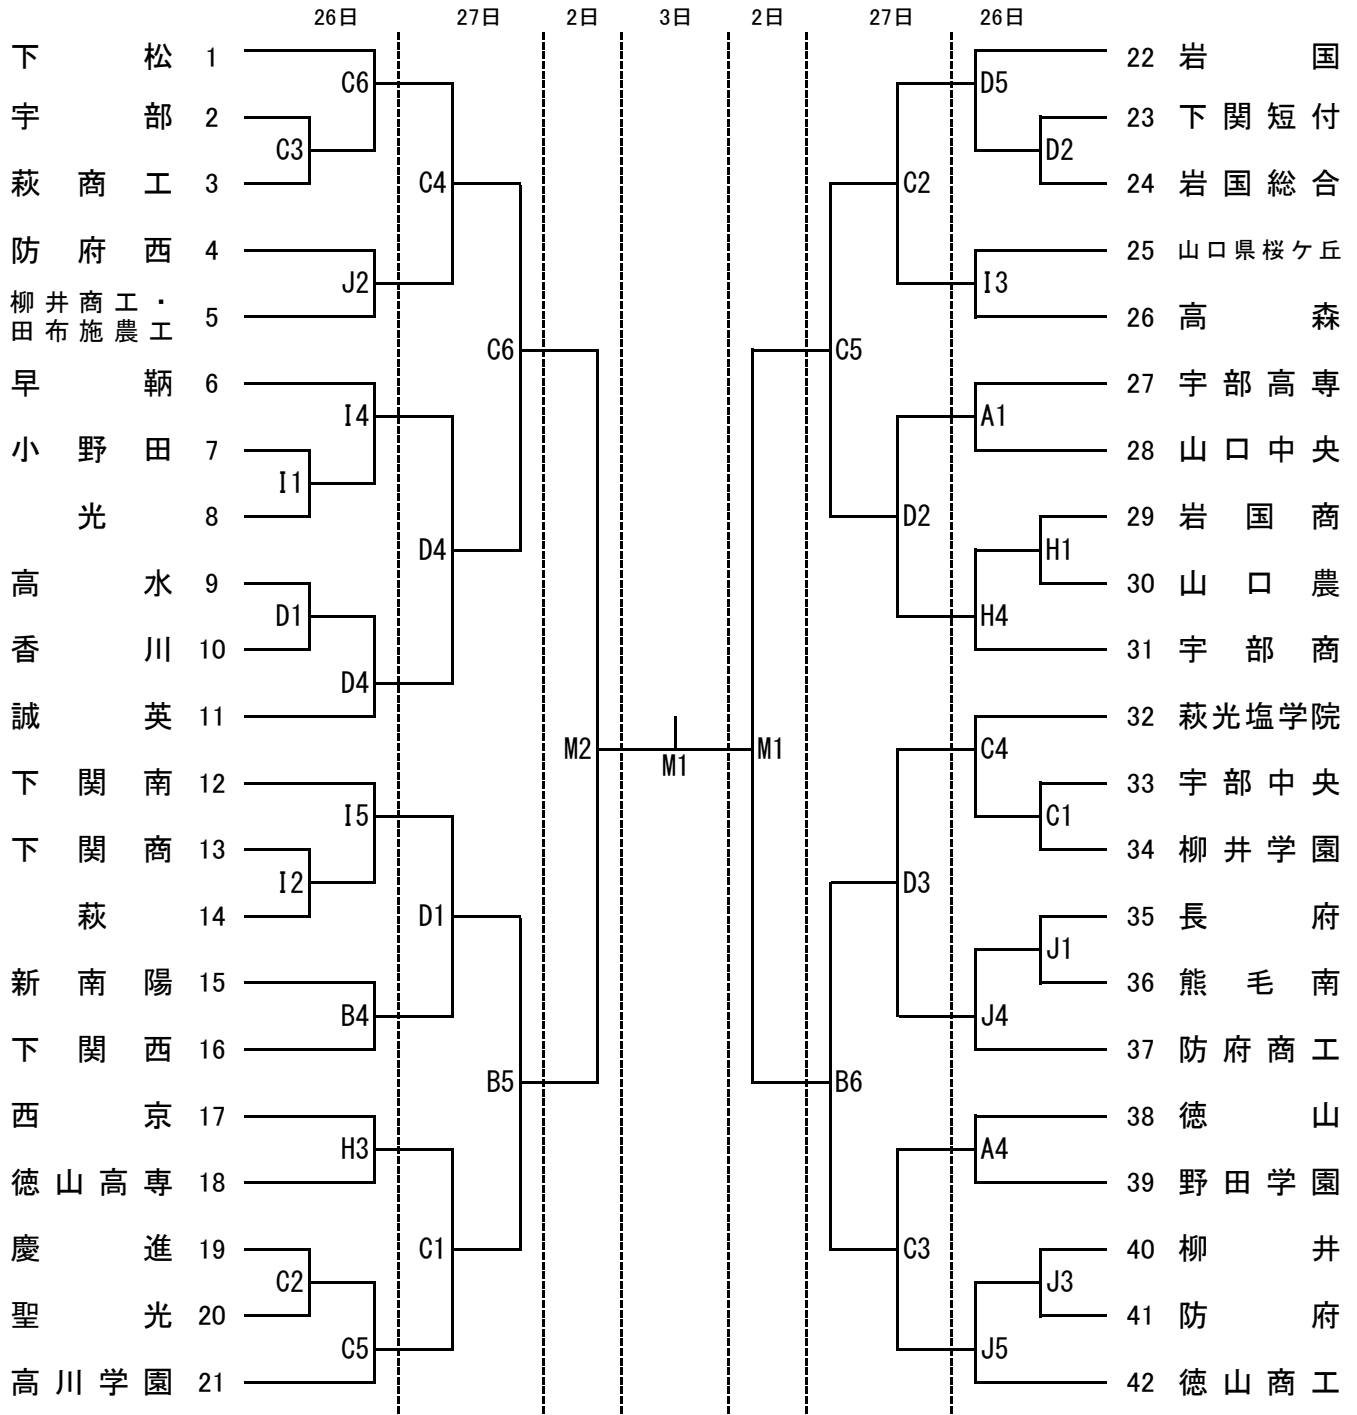 26日 27日 2日 3日 2日 27日 26日
下松 1
宇部 2
萩商工 3
防府西 4
柳井商工・
田布施農工 5
早鞆 6
小野田 7
光 8
高水 9
香川 10
誠英 11
下関南 12
下関商 13
萩 14
新南陽 15
下関西 16
西京 17
徳山高専 18
慶進 19
聖光 20
高川学園 21
C6
C3
J2
I4
I1
D1
D4
I5
I2
B4
H3
C2
C5
C4
D4
D1
C1
C6
B5
M2
M1
M1
C5
B6
C2
D2
D3
C3
D5
D2
I3
A1
H1
H4
C4
C1
J1
J4
A4
J3
J5
22 岩国
23 下関短付
24 岩国総合
25 山口県桜ケ丘
26 高森
27 宇部高専
28 山口中央
29 岩国商
30 山口農
31 宇部商
32 萩光塩学院
33 宇部中央
34 柳井学園
35 長府
36 熊毛南
37 防府商工
38 徳山
39 野田学園
40 柳井
41 防府
42 徳山商工